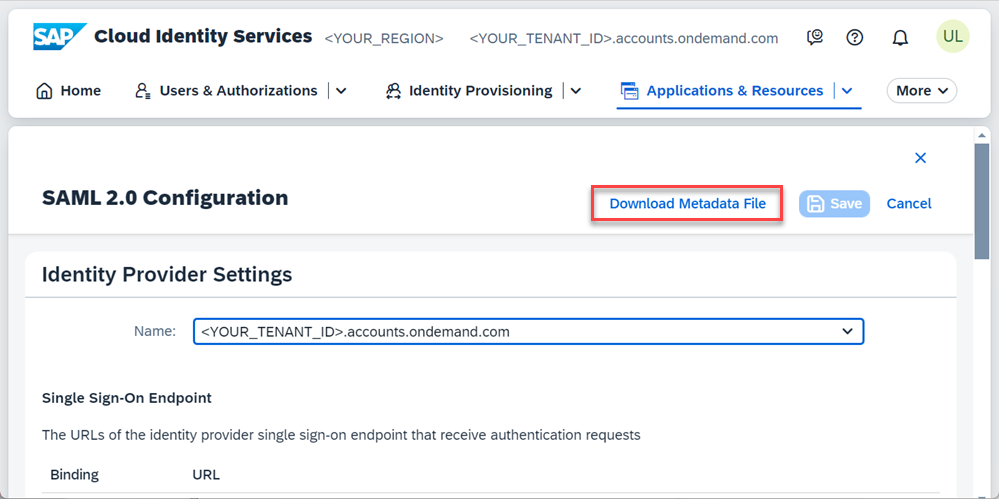 SAP Cloud Identity Services <YOUR_REGION> <YOUR_TENANT_ID>.accounts.ondemand.com UL
Home Users & Authorizations Identity Provisioning Applications & Resources More
SAML 2.0 Configuration Download Metadata File Save Cancel
Identity Provider Settings
Name: <YOUR_TENANT_ID>.accounts.ondemand.com
Single Sign-On Endpoint
The URLs of the identity provider single sign-on endpoint that receive authentication requests
Binding URL